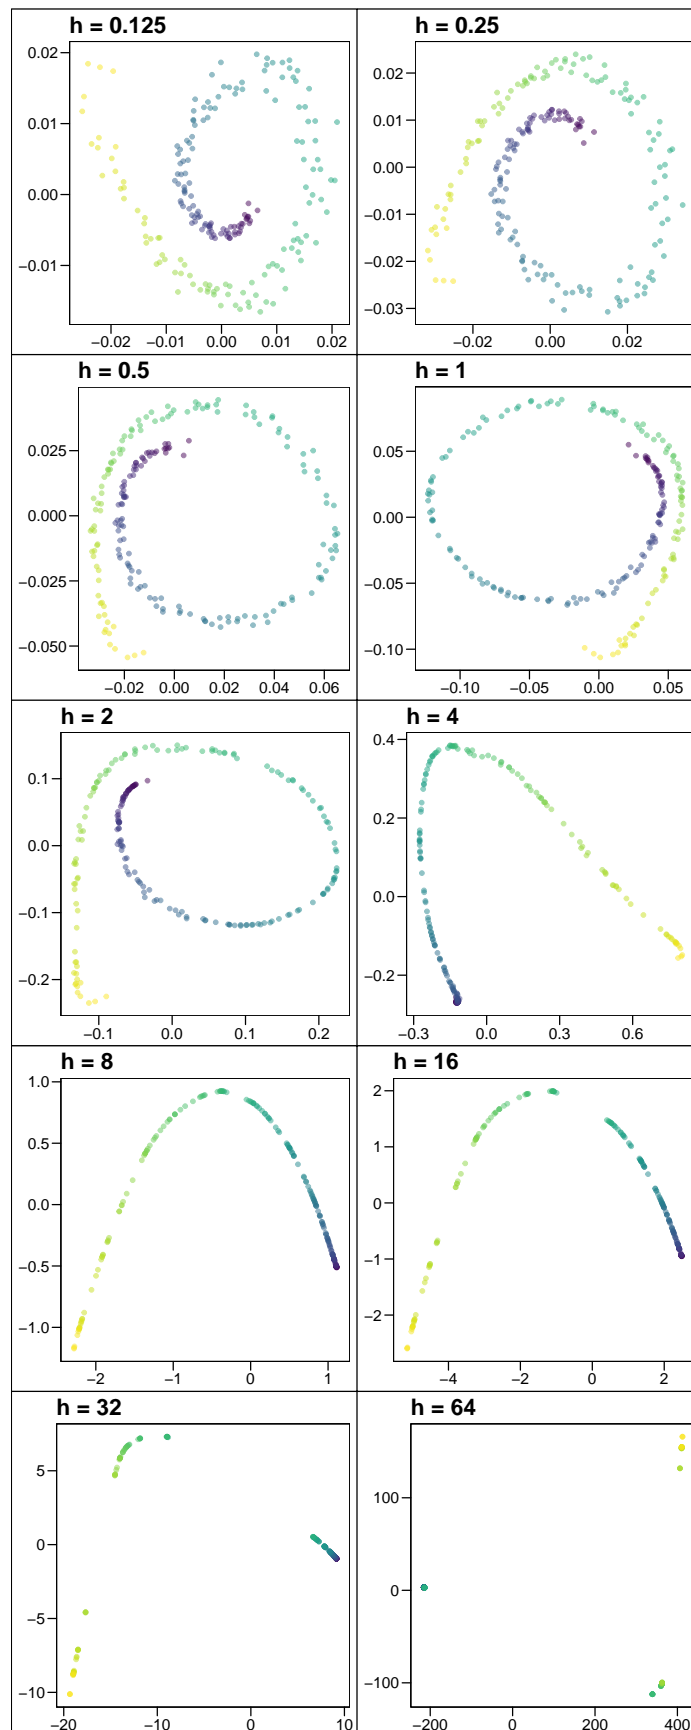 h = 0.125
0.02
0.01
0.00
−0.01
−0.02 −0.01 0.00 0.01 0.02
h = 0.25
0.02
0.01
0.00
−0.01
−0.02
−0.03
−0.02 0.00 0.02
h = 0.5
0.025
0.000
−0.025
−0.050
−0.02 0.00 0.02 0.04 0.06
h = 1
0.05
0.00
−0.05
−0.10
−0.10 −0.05 0.00 0.05
h = 2
0.1
0.0
−0.1
−0.2
−0.1 0.0 0.1 0.2
h = 4
0.4
0.2
0.0
−0.2
−0.3 0.0 0.3 0.6
h = 8
1.0
0.5
0.0
−0.5
−1.0
−2 −1 0 1
h = 16
2
1
0
−1
−2
−4 −2 0 2
h = 32
5
0
−5
−10
−20 −10 0 10
h = 64
100
0
−100
−200 0 200 400